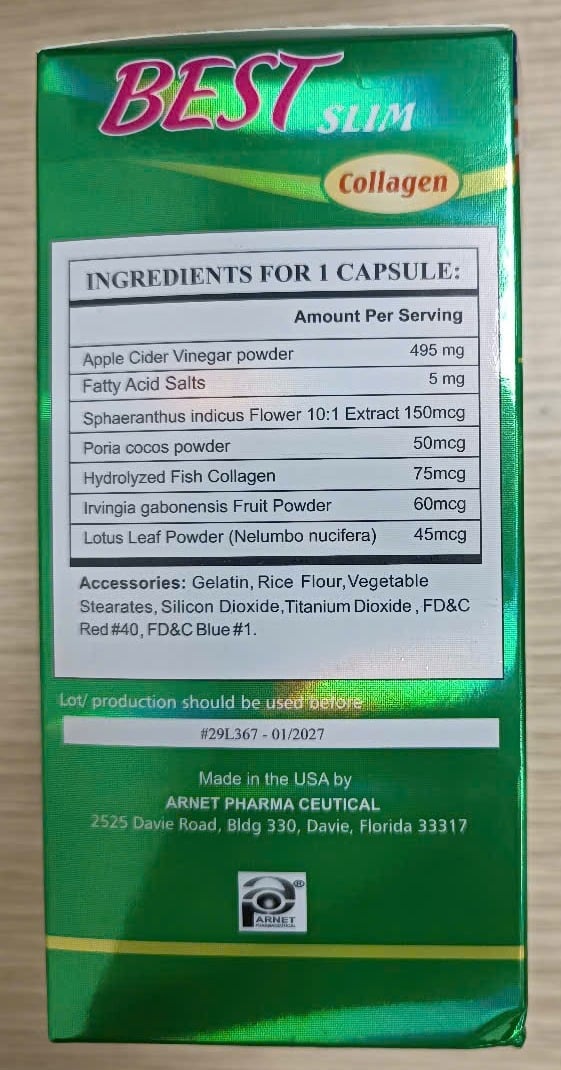 BEST SLIM
Collagen
INGREDIENTS FOR 1 CAPSULE:
Amount Per Serving
Apple Cider Vinegar powder 495 mg
Fatty Acid Salts 5 mg
Sphaeranthus indicus Flower 10:1 Extract 150mcg
Poria cocos powder 50mcg
Hydrolyzed Fish Collagen 75mcg
Irvingia gabonensis Fruit Powder 60mcg
Lotus Leaf Powder (Nelumbo nucifera) 45mcg
Accessories: Gelatin, Rice Flour,Vegetable
Stearates, Silicon Dioxide,Titanium Dioxide , FD&C
Red #40, FD&C Blue #1.
Lot/ production should be used before
#29L367 - 01/2027
Made in the USA by
ARNET PHARMA CEUTICAL
2525 Davie Road, Bldg 330, Davie, Florida 33317
®
ARNET
PHARMACEUTICAL